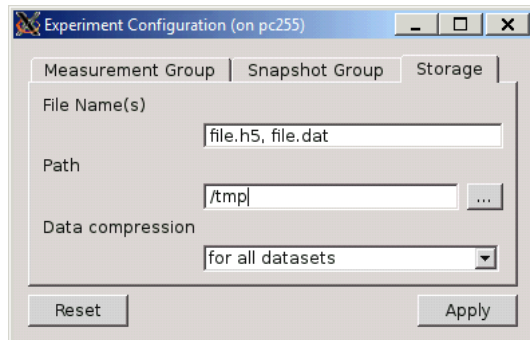 Experiment Configuration (on pc255)
Measurement Group Snapshot Group Storage
File Name(s)
file.h5, file.dat
Path
/tmp
...
Data compression
for all datasets
Reset Apply